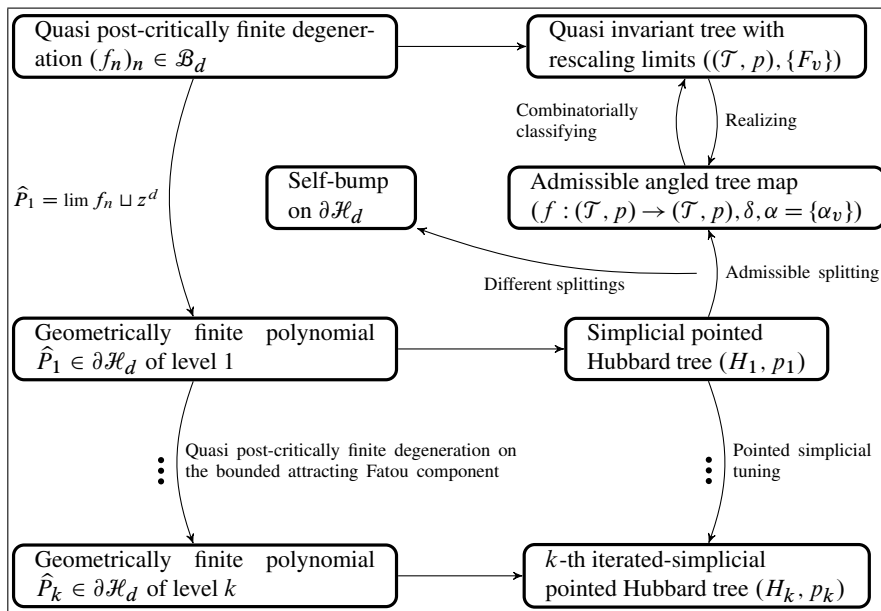 Quasi post-critically finite degener-
ation (f_n)_n ∈ ℬ_d
Quasi invariant tree with
rescaling limits ((𝒯, p), {F_v})
Combinatorially
classifying
Realizing
P̂_1 = lim f_n ⊔ z^d
Self-bump
on ∂ℋ_d
Admissible angled tree map
(f : (𝒯, p) → (𝒯, p), δ, α = {α_v})
Different splittings
Admissible splitting
Geometrically finite polynomial
P̂_1 ∈ ∂ℋ_d of level 1
Simplicial pointed
Hubbard tree (H_1, p_1)
Quasi post-critically finite degeneration on
the bounded attracting Fatou component
Pointed simplicial
tuning
Geometrically finite polynomial
P̂_k ∈ ∂ℋ_d of level k
k-th iterated-simplicial
pointed Hubbard tree (H_k, p_k)